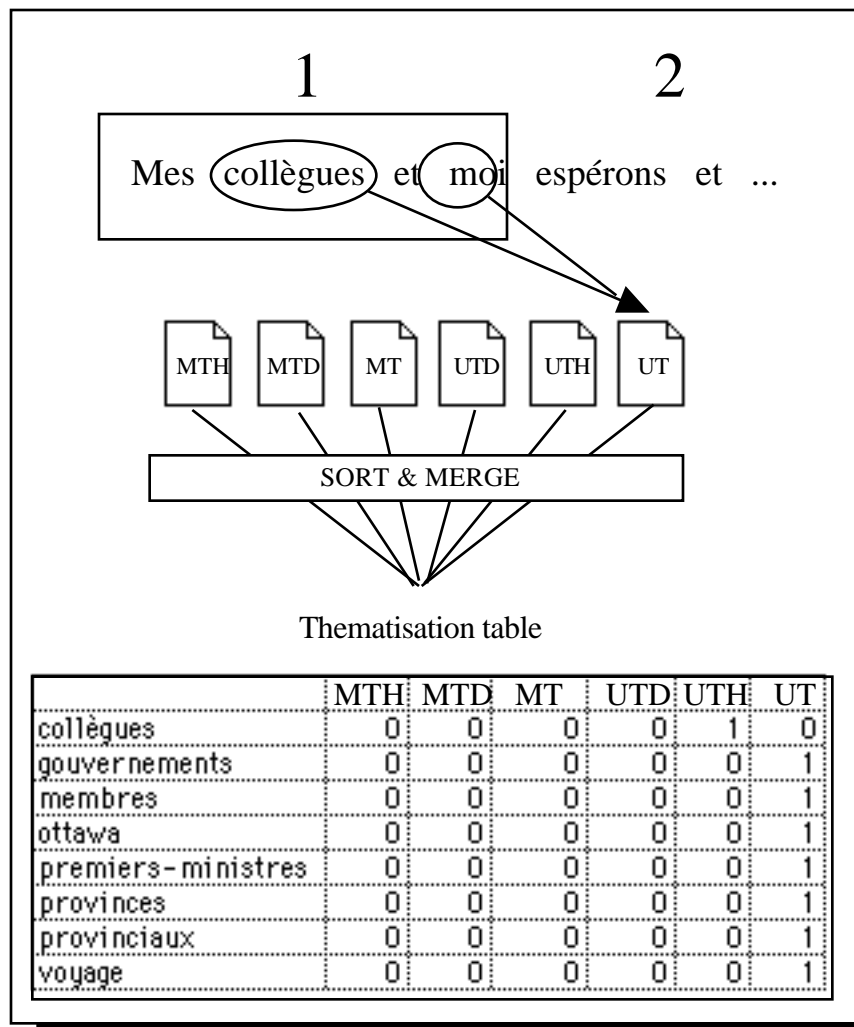 1 2
Mes collègues et moi espérons et ...
MTH MTD MT UTD UTH UT
SORT & MERGE
Thematisation table
MTH MTD MT UTD UTH UT
collègues 0 0 0 0 1 0
gouvernements 0 0 0 0 0 1
membres 0 0 0 0 0 1
ottawa 0 0 0 0 0 1
premiers-ministres 0 0 0 0 0 1
provinces 0 0 0 0 0 1
provinciaux 0 0 0 0 0 1
voyage 0 0 0 0 0 1